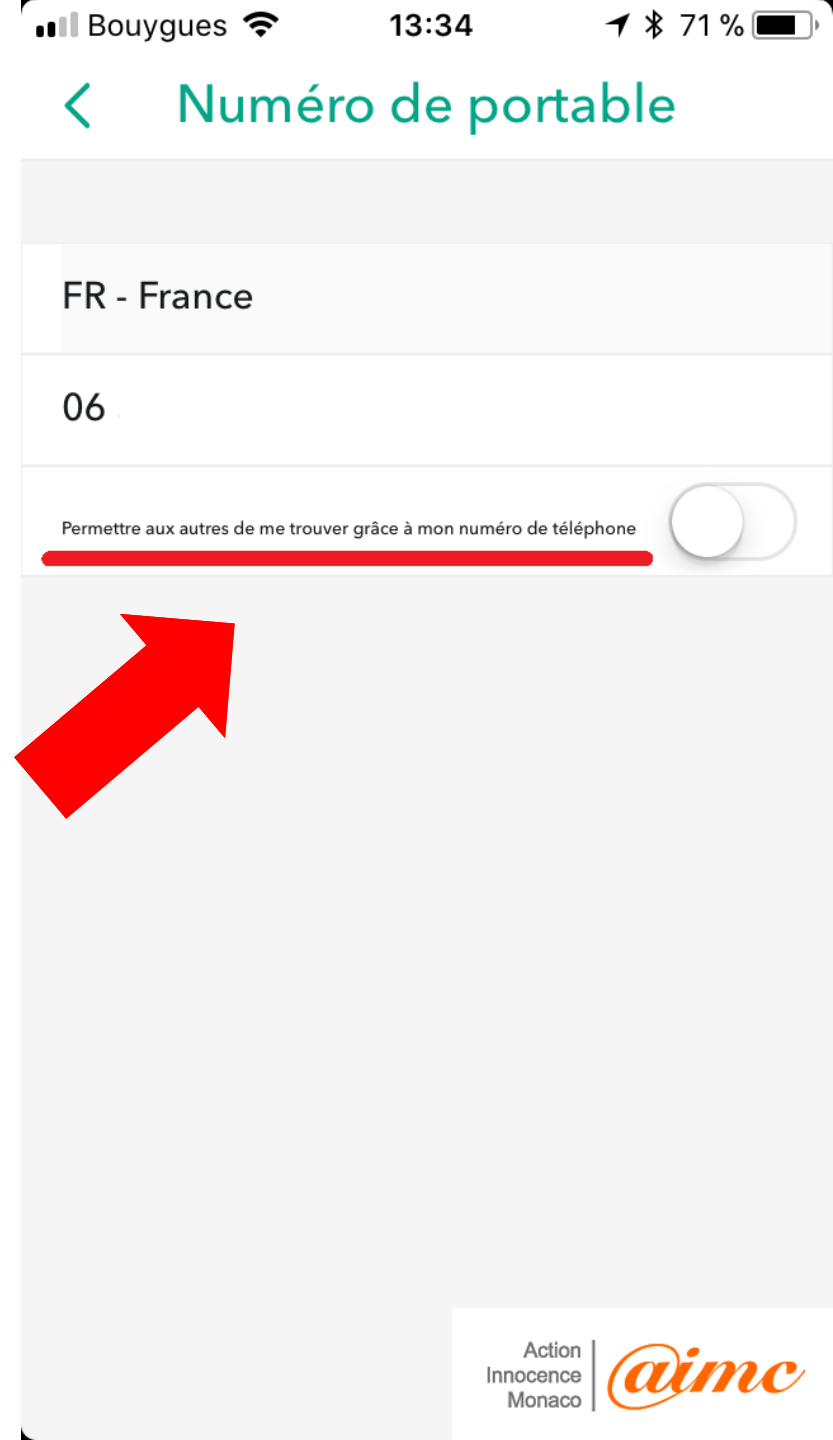 Bouygues 13:34 71 %
Numéro de portable
FR - France
06
Permettre aux autres de me trouver grâce à mon numéro de téléphone
Action
Innocence
Monaco
@imc